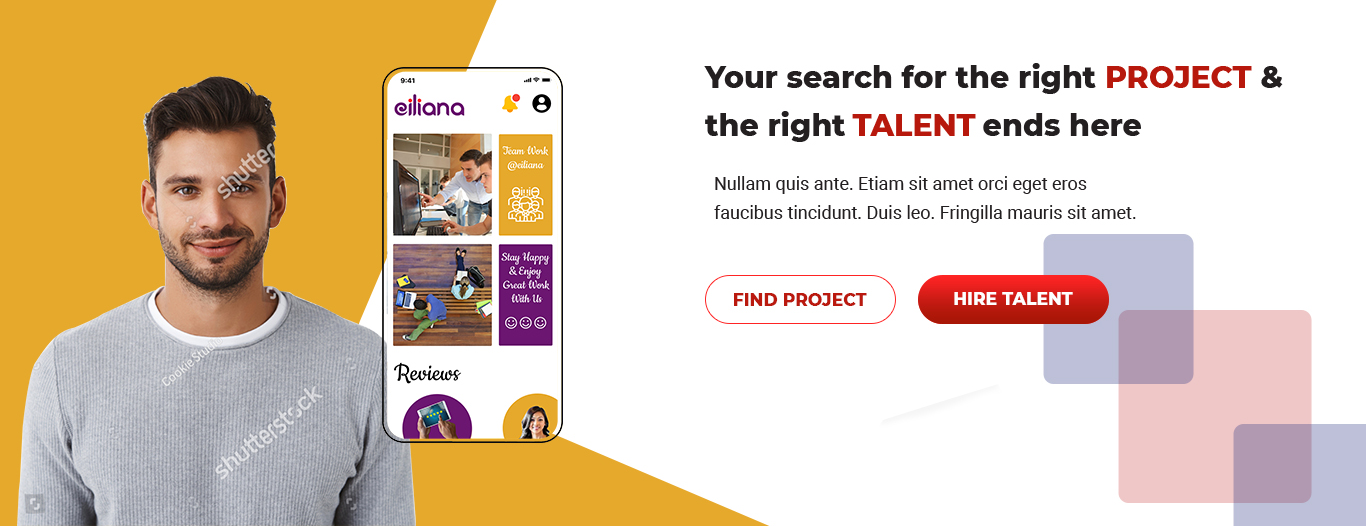 Your search for the right PROJECT &
the right TALENT ends here
Nullam quis ante. Etiam sit amet orci eget eros
faucibus tincidunt. Duis leo. Fringilla mauris sit amet.
FIND PROJECT
HIRE TALENT
9:41
eiliana
Team Work
@eiliana
Stay Happy
& Enjoy
Great Work
With Us
Reviews
shutterstock
Cookie Studio
shutterstock